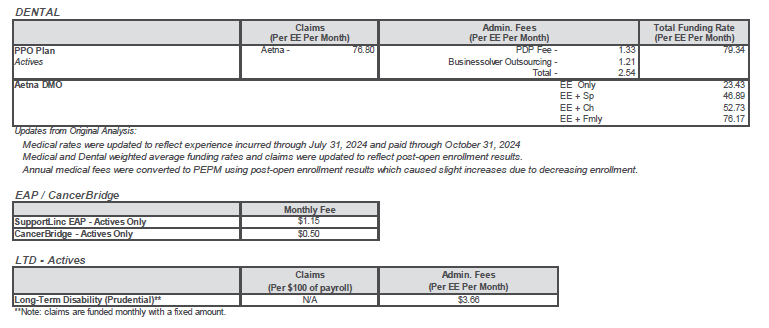 DENTAL
Claims Admin. Fees Total Funding Rate
(Per EE Per Month) (Per EE Per Month) (Per EE Per Month)
PPO Plan Aetna - 76.80 PDP Fee - 1.33 79.34
Actives Businessolver Outsourcing - 1.21
Total - 2.54
Aetna DMO EE Only 23.43
EE + Sp 46.89
EE + Ch 52.73
EE + Fmly 76.17
Updates from Original Analysis:
Medical rates were updated to reflect experience incurred through July 31, 2024 and paid through October 31, 2024
Medical and Dental weighted average funding rates and claims were updated to reflect post-open enrollment results.
Annual medical fees were converted to PEPM using post-open enrollment results which caused slight increases due to decreasing enrollment.
EAP / CancerBridge
Monthly Fee
SupportLinc EAP - Actives Only $1.15
CancerBridge - Actives Only $0.50
LTD - Actives
Claims Admin. Fees
(Per $100 of payroll) (Per EE Per Month)
Long-Term Disability (Prudential)** N/A $3.66
**Note: claims are funded monthly with a fixed amount.